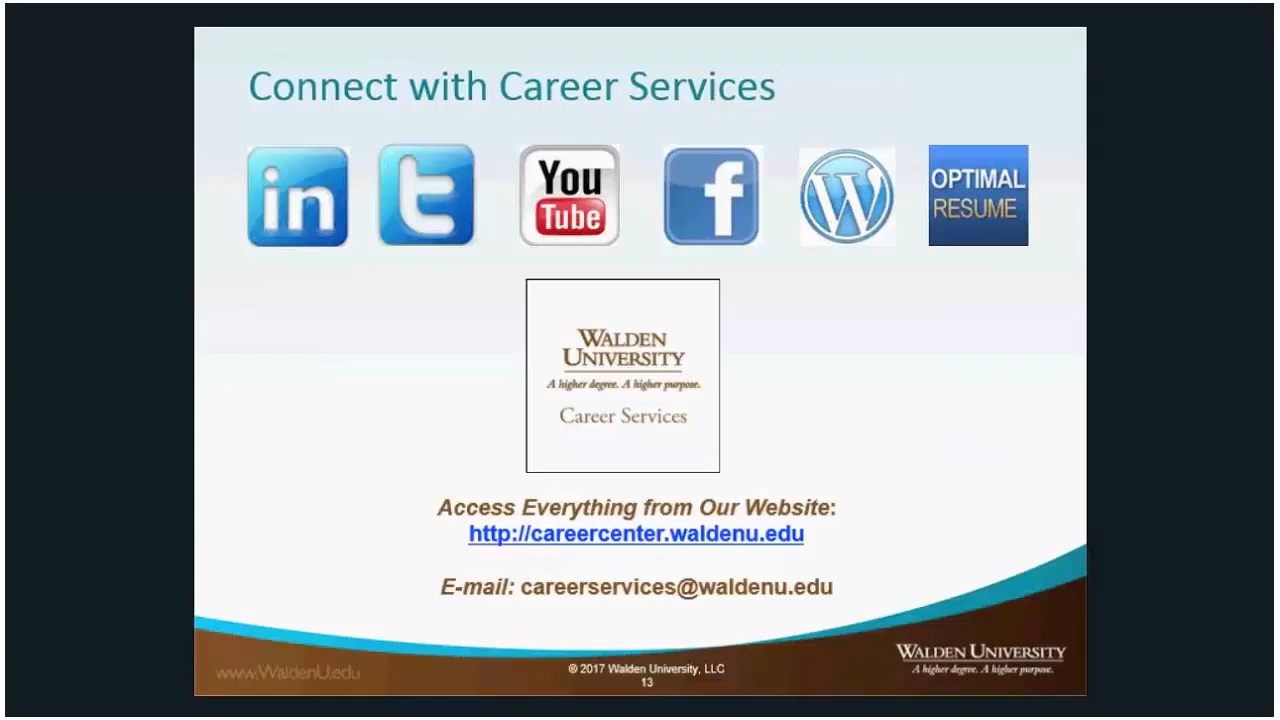 Connect with Career Services
in
t
You
Tube
f
W
OPTIMAL
RESUME
WALDEN
UNIVERSITY
A higher degree. A higher purpose.
Career Services
Access Everything from Our Website:
http://careercenter.waldenu.edu
E-mail: careerservices@waldenu.edu
www.WaldenU.edu
© 2017 Walden University, LLC
13
WALDEN UNIVERSITY
A higher degree. A higher purpose.